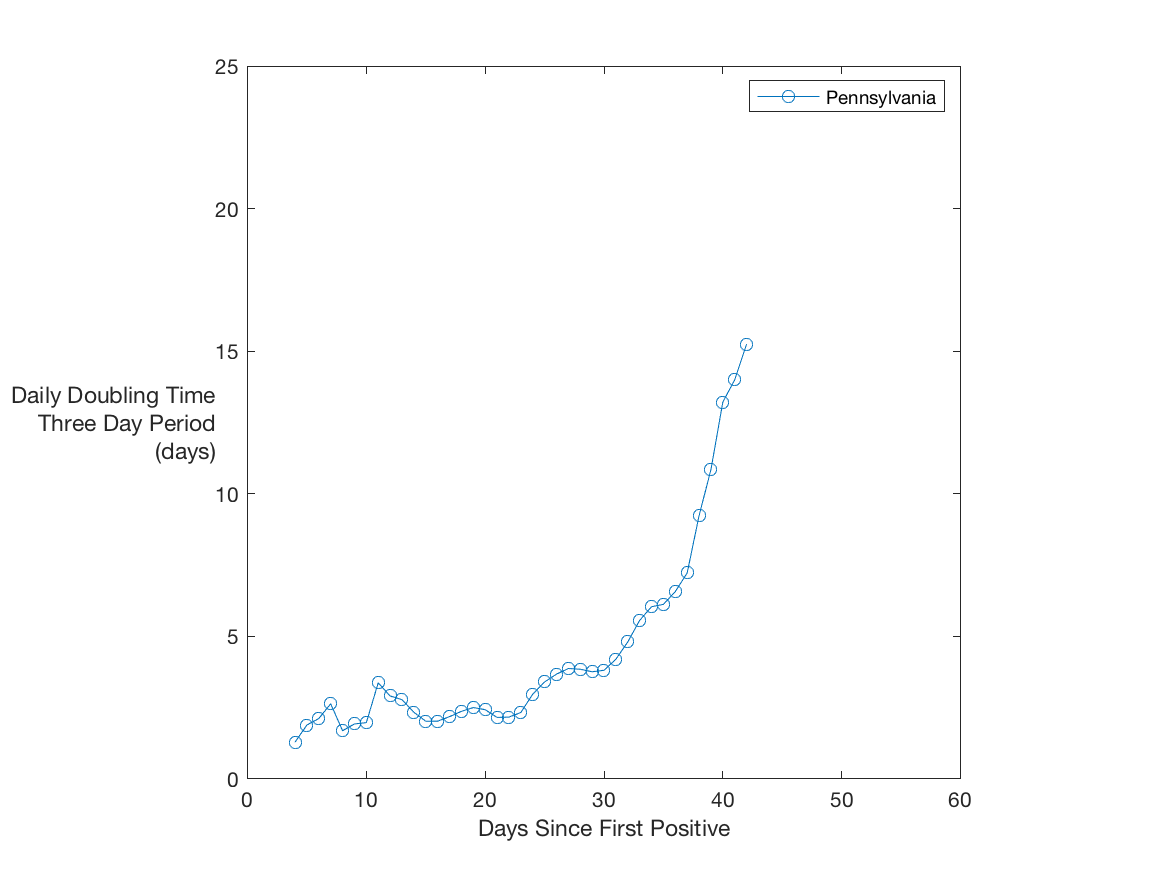 25
Pennsylvania
20
15
Daily Doubling Time
Three Day Period
(days)
10
5
0
0 10 20 30 40 50 60
Days Since First Positive